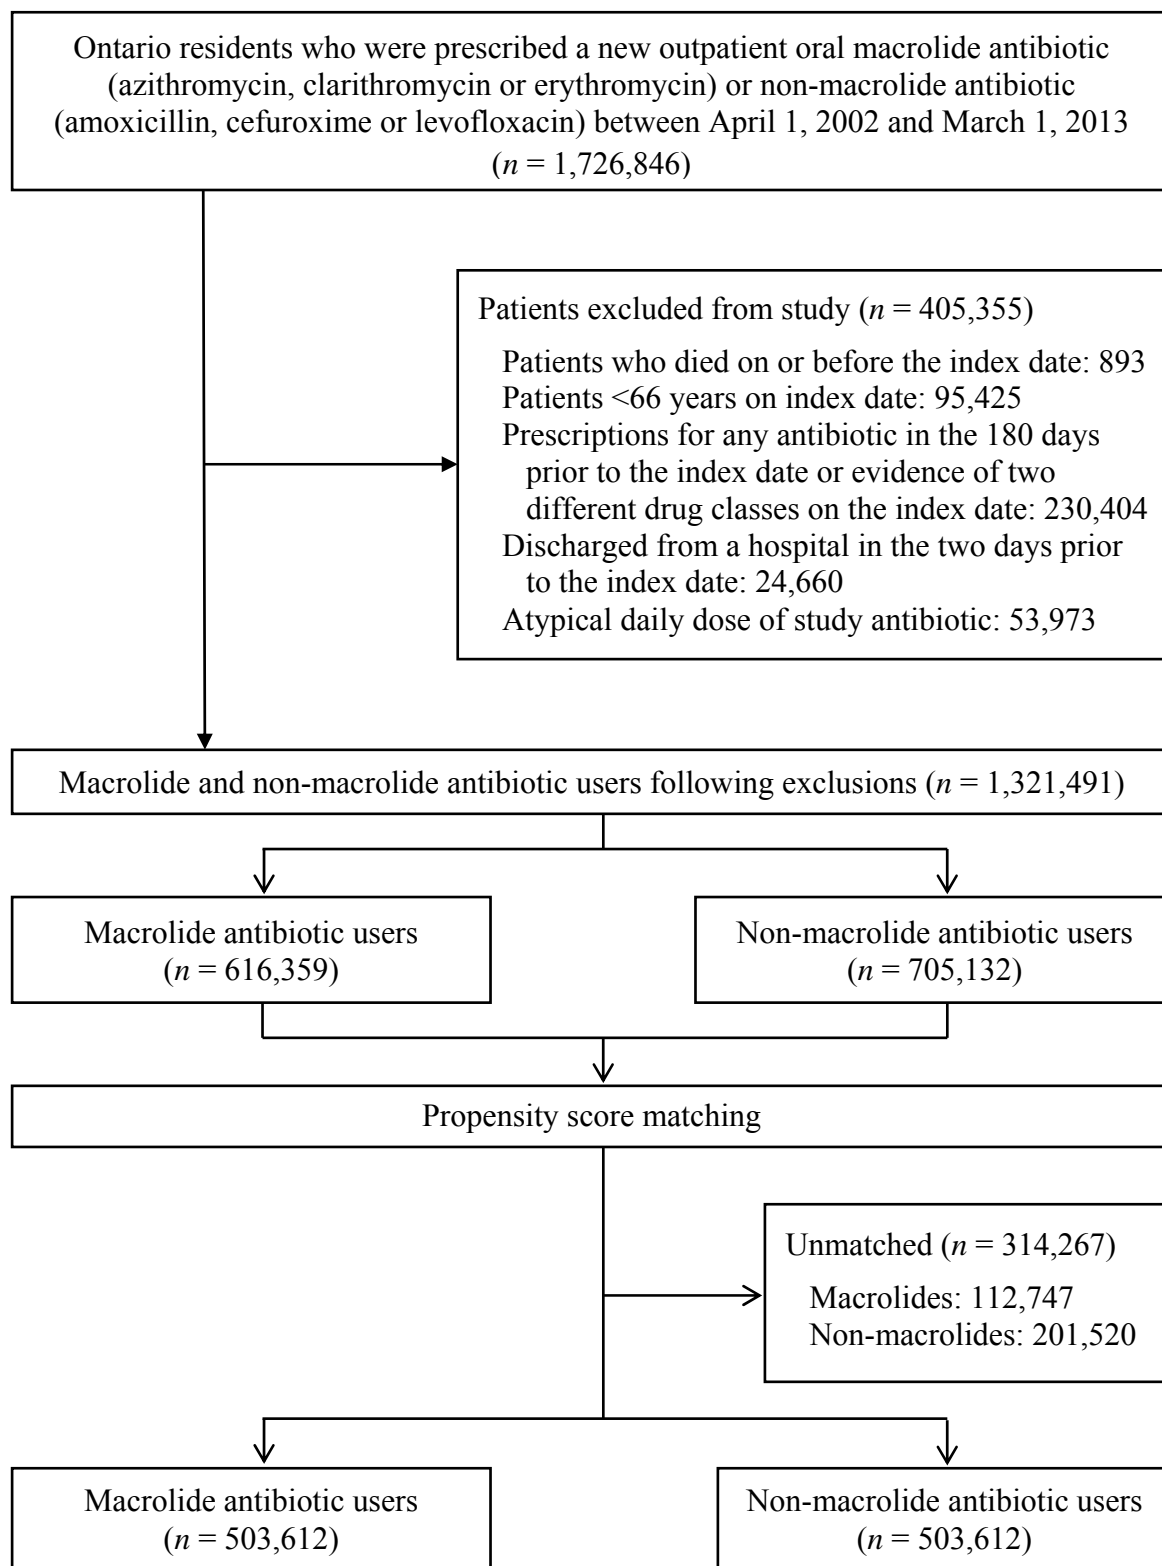 Ontario residents who were prescribed a new outpatient oral macrolide antibiotic
(azithromycin, clarithromycin or erythromycin) or non-macrolide antibiotic
(amoxicillin, cefuroxime or levofloxacin) between April 1, 2002 and March 1, 2013
(n = 1,726,846)
Patients excluded from study (n = 405,355)
Patients who died on or before the index date: 893
Patients <66 years on index date: 95,425
Prescriptions for any antibiotic in the 180 days
prior to the index date or evidence of two
different drug classes on the index date: 230,404
Discharged from a hospital in the two days prior
to the index date: 24,660
Atypical daily dose of study antibiotic: 53,973
Macrolide and non-macrolide antibiotic users following exclusions (n = 1,321,491)
Macrolide antibiotic users
(n = 616,359)
Non-macrolide antibiotic users
(n = 705,132)
Propensity score matching
Unmatched (n = 314,267)
Macrolides: 112,747
Non-macrolides: 201,520
Macrolide antibiotic users
(n = 503,612)
Non-macrolide antibiotic users
(n = 503,612)